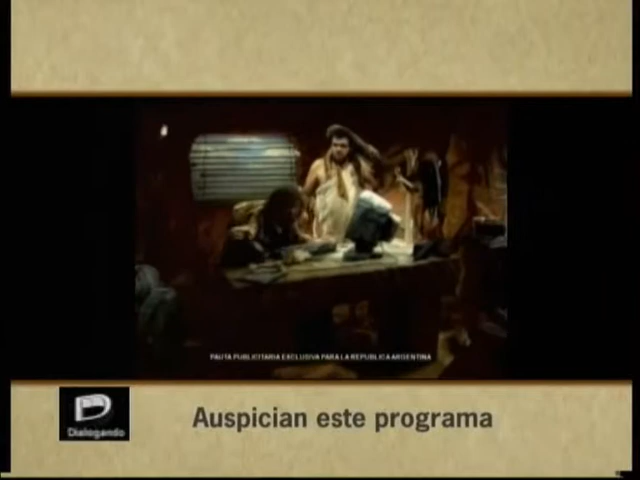 PAUTA PUBLICITARIA EXCLUSIVA PARA LA REPUBLICA ARGENTINA
Dialogando
Auspician este programa